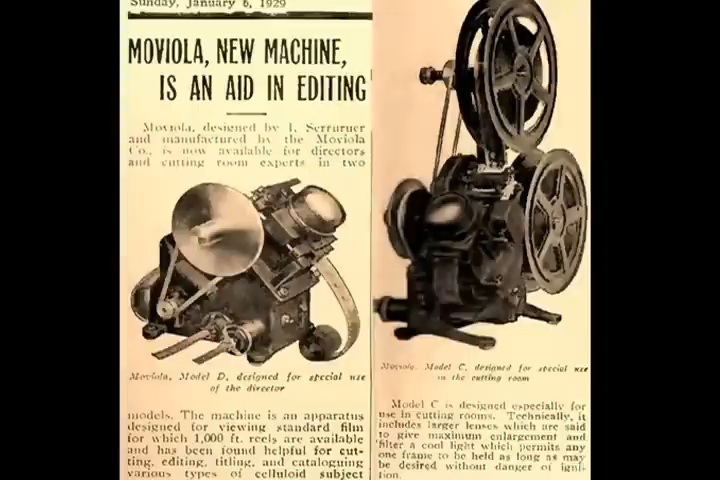 Sunday, January 6, 1929
MOVIOLA, NEW MACHINE,
IS AN AID IN EDITING
Moviola, designed by I. Serrurier
and manufactured by the Moviola
Co., is now available for directors
and cutting room experts in two
Moviola, Model D, designed for special use
of the director
models. The machine is an apparatus
designed for viewing standard film
for which 1,000 ft. reels are available
and has been found helpful for cut-
ting, editing, titling, and cataloguing
various types of celluloid subject
Moviola, Model C, designed for special use
in the cutting room
Model C is designed especially for
use in cutting rooms. Technically, it
includes larger lenses which are said
to give maximum enlargement and
filter a cool light which permits any
one frame to be held as long as may
be desired without danger of igni-
tion.